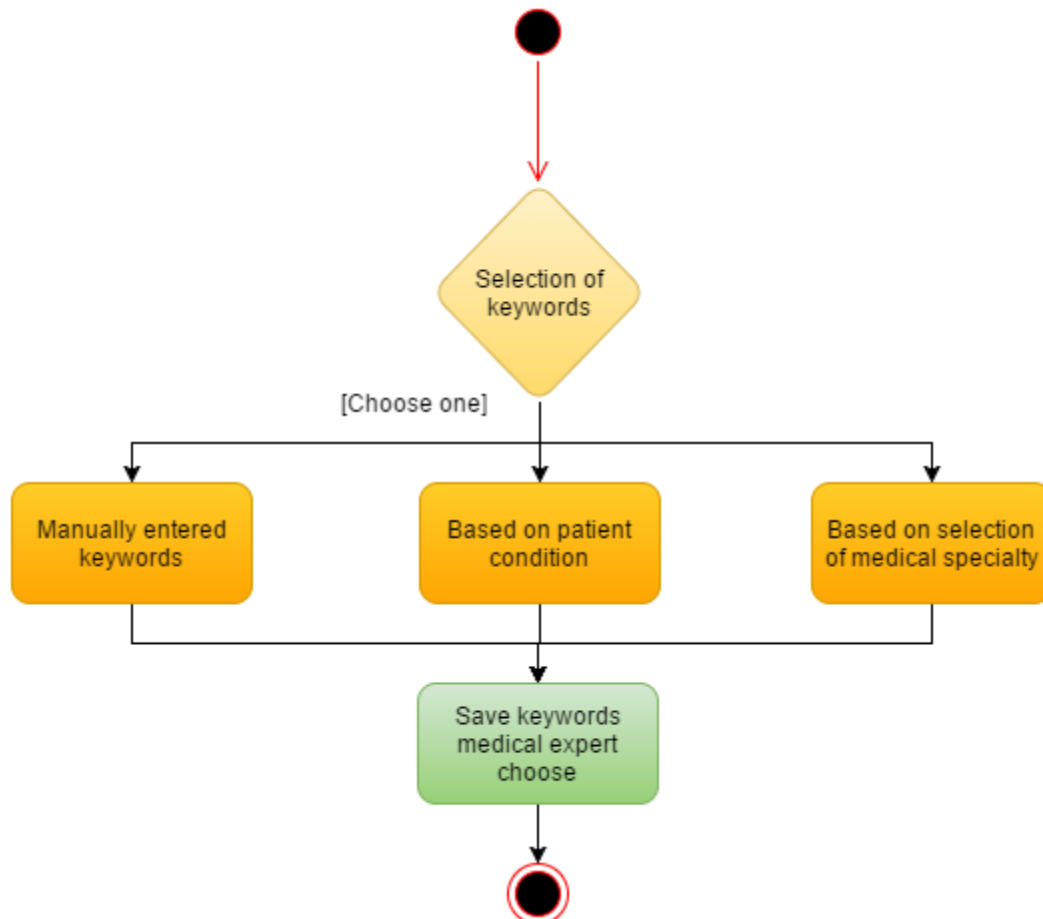 Selection of
keywords
[Choose one]
Manually entered
keywords
Based on patient
condition
Based on selection
of medical specialty
Save keywords
medical expert
choose